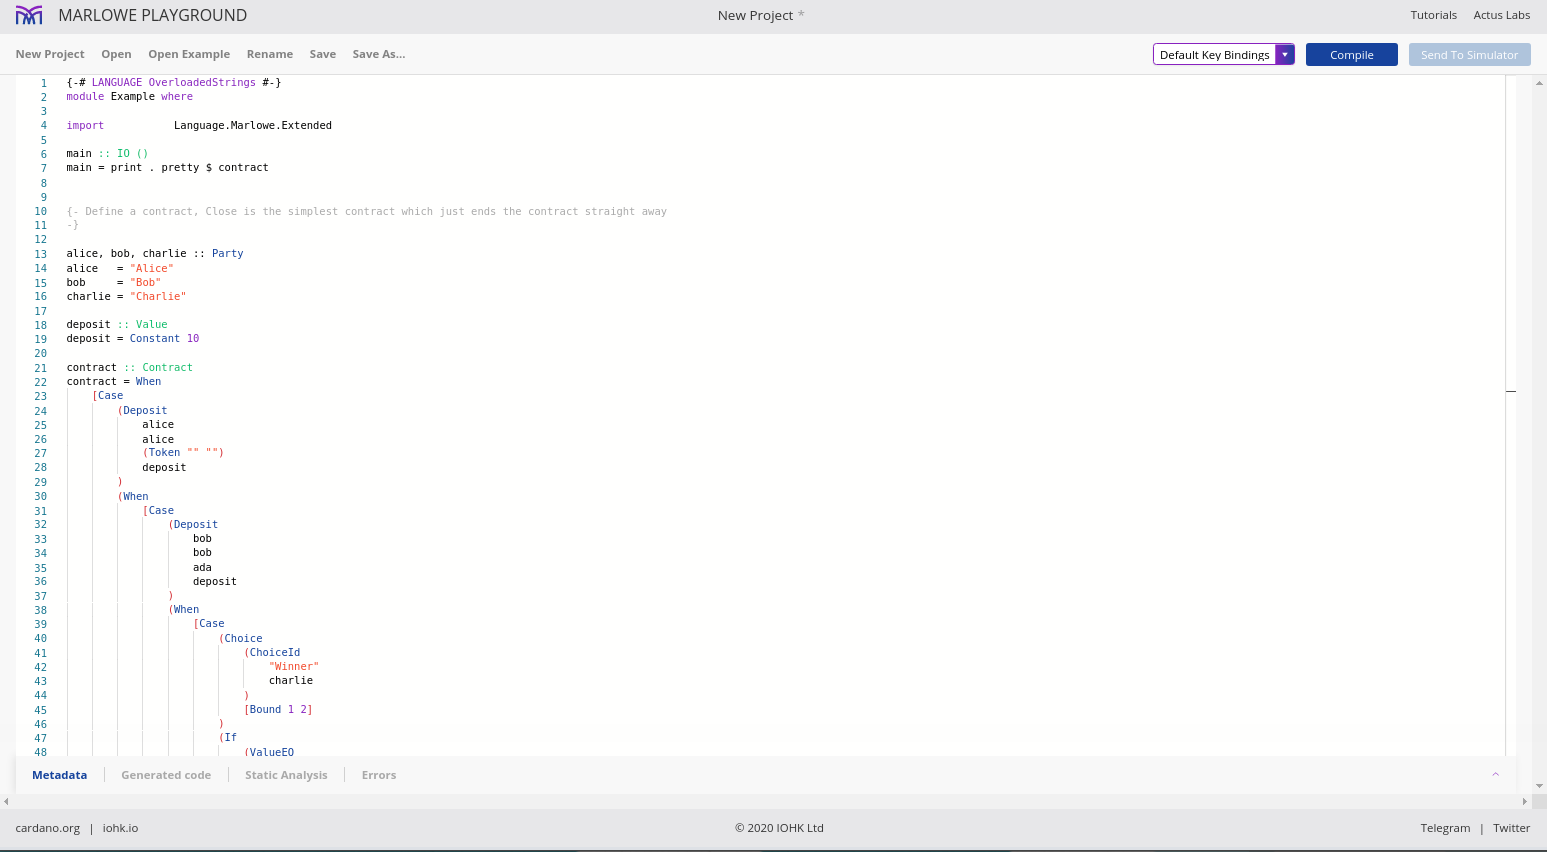 MARLOWE PLAYGROUND New Project * Tutorials Actus Labs
New Project Open Open Example Rename Save Save As... Default Key Bindings Compile Send To Simulator
1 {-# LANGUAGE OverloadedStrings #-}
2 module Example where
3
4 import           Language.Marlowe.Extended
5
6 main :: IO ()
7 main = print . pretty $ contract
8
9
10 {- Define a contract, Close is the simplest contract which just ends the contract straight away
11 -}
12
13 alice, bob, charlie :: Party
14 alice   = "Alice"
15 bob     = "Bob"
16 charlie = "Charlie"
17
18 deposit :: Value
19 deposit = Constant 10
20
21 contract :: Contract
22 contract = When
23     [Case
24         (Deposit
25             alice
26             alice
27             (Token "" "")
28             deposit
29         )
30         (When
31             [Case
32                 (Deposit
33                     bob
34                     bob
35                     ada
36                     deposit
37                 )
38                 (When
39                     [Case
40                         (Choice
41                             (ChoiceId
42                                 "Winner"
43                                 charlie
44                             )
45                             [Bound 1 2]
46                         )
47                         (If
48                             (ValueEQ
Metadata | Generated code | Static Analysis | Errors
cardano.org | iohk.io © 2020 IOHK Ltd Telegram | Twitter